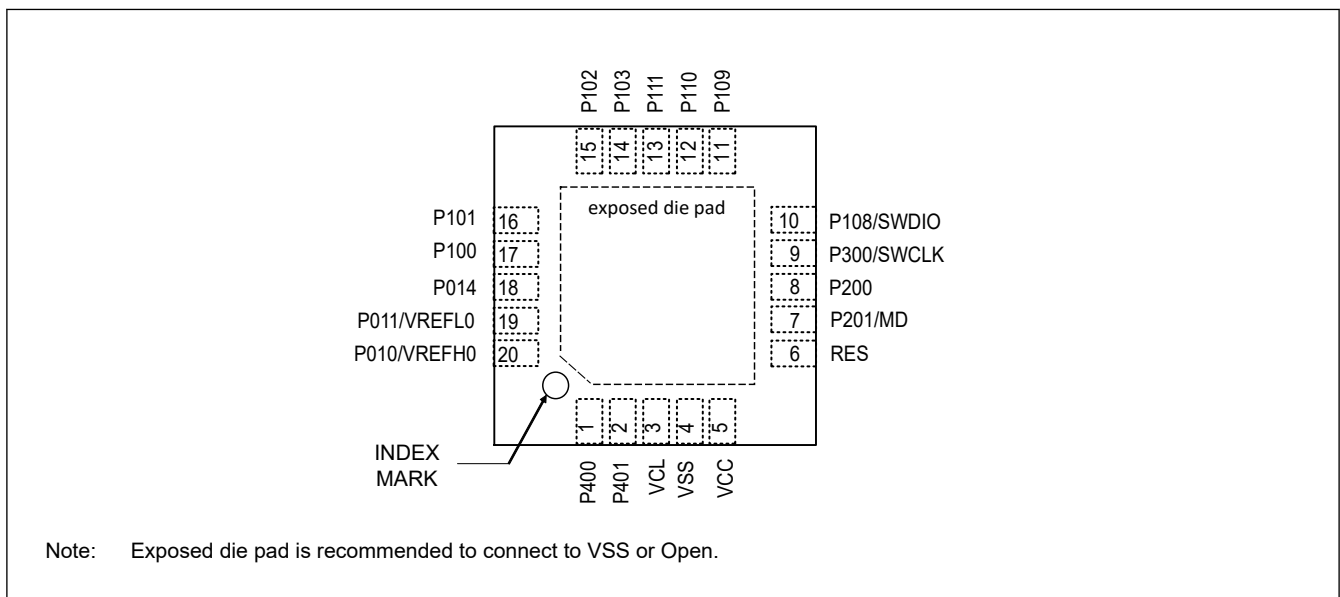 P102
P103
P111
P110
P109
15
14
13
12
11
exposed die pad
P101 16
P100 17
P014 18
P011/VREFL0 19
P010/VREFH0 20
10 P108/SWDIO
9 P300/SWCLK
8 P200
7 P201/MD
6 RES
1
2
3
4
5
P400
P401
VCL
VSS
VCC
INDEX
MARK
Note: Exposed die pad is recommended to connect to VSS or Open.